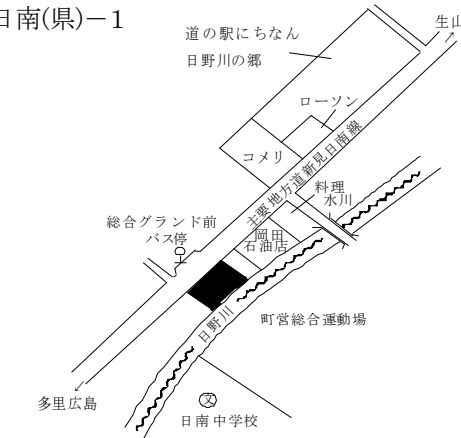 日南(県)－1
生山
道の駅にちなん
日野川の郷
ローソン
コメリ
主要地方道新見日南線
料理
水川
総合グランド前
バス停
岡田
石油店
日野川
町営総合運動場
多里広島
文
日南中学校